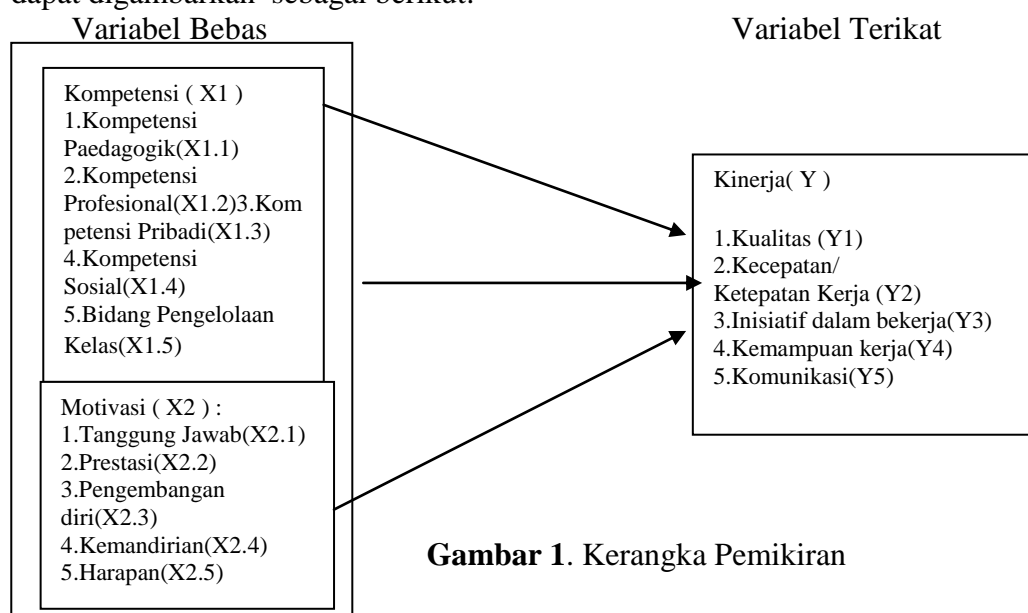 dapat digambarkan sebagai berikut:
Variabel Bebas
Variabel Terikat
Kompetensi ( X1 )
1.Kompetensi
Paedagogik(X1.1)
2.Kompetensi
Profesional(X1.2)3.Kom
petensi Pribadi(X1.3)
4.Kompetensi
Sosial(X1.4)
5.Bidang Pengelolaan
Kelas(X1.5)
Motivasi ( X2 ) :
1.Tanggung Jawab(X2.1)
2.Prestasi(X2.2)
3.Pengembangan
diri(X2.3)
4.Kemandirian(X2.4)
5.Harapan(X2.5)
Kinerja( Y )
1.Kualitas (Y1)
2.Kecepatan/
Ketepatan Kerja (Y2)
3.Inisiatif dalam bekerja(Y3)
4.Kemampuan kerja(Y4)
5.Komunikasi(Y5)
Gambar 1. Kerangka Pemikiran